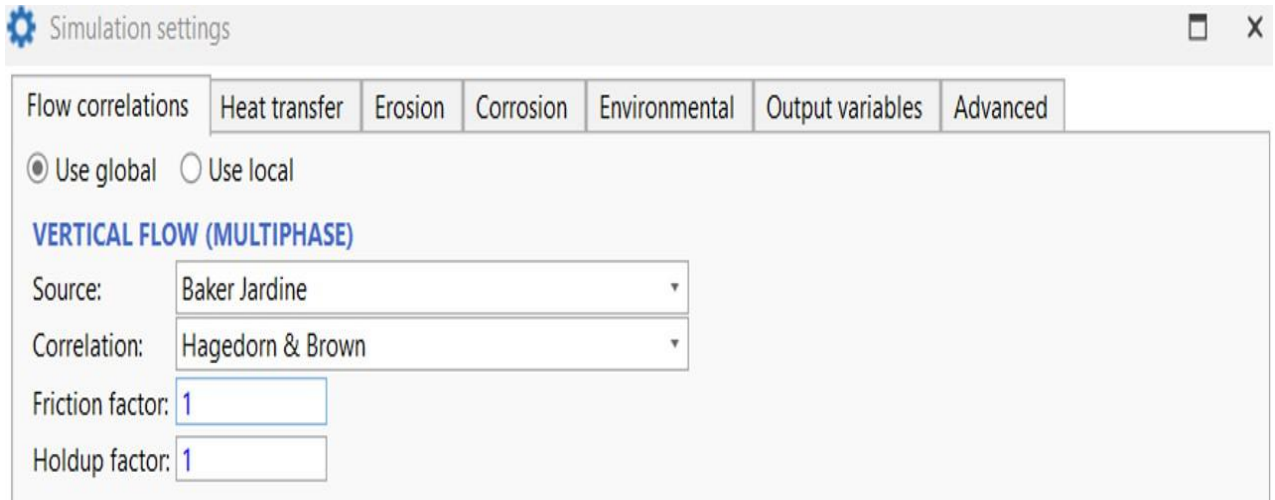 Simulation settings
Flow correlations Heat transfer Erosion Corrosion Environmental Output variables Advanced
Use global Use local
VERTICAL FLOW (MULTIPHASE)
Source: Baker Jardine
Correlation: Hagedorn & Brown
Friction factor: 1
Holdup factor: 1